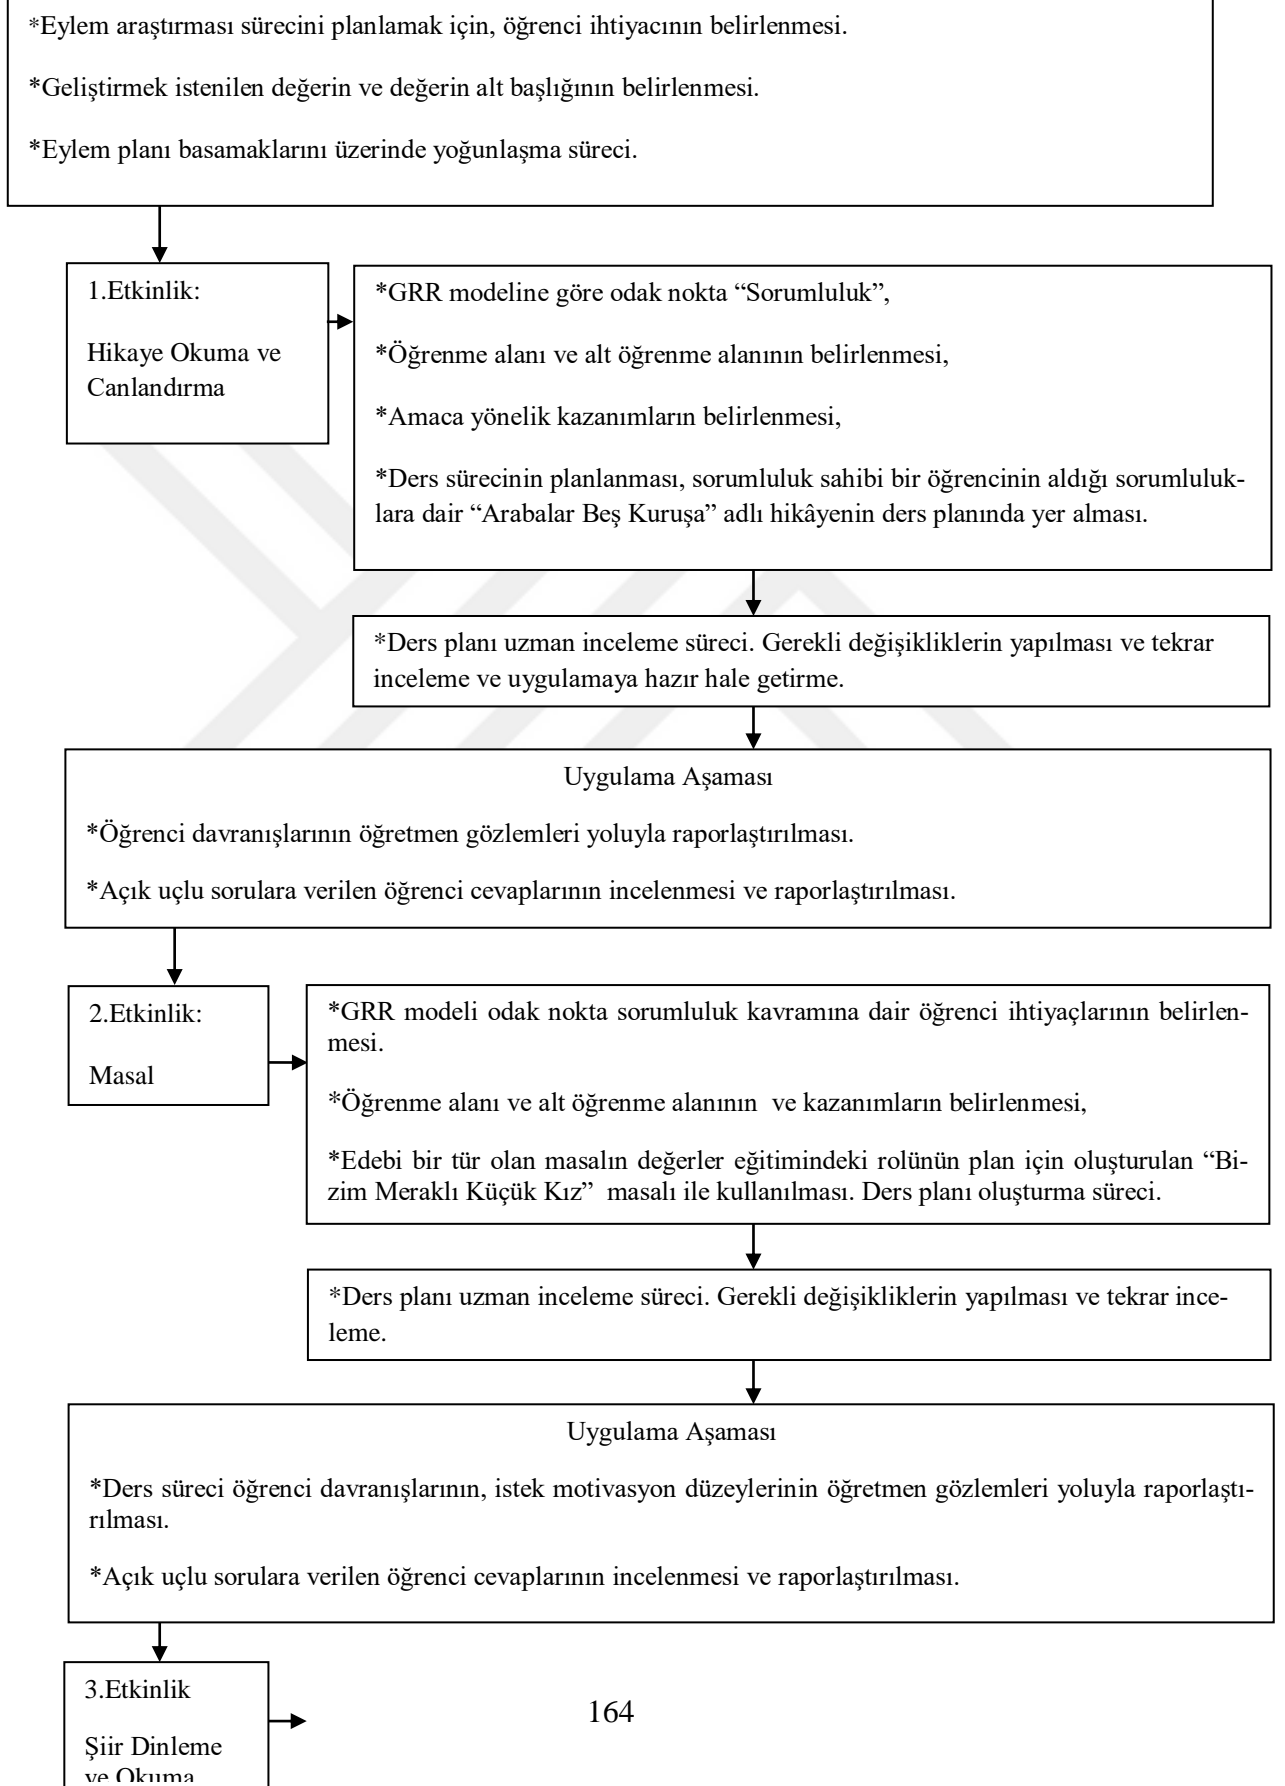 *Eylem araştırması sürecini planlamak için, öğrenci ihtiyacının belirlenmesi.
*Geliştirmek istenilen değerin ve değerin alt başlığının belirlenmesi.
*Eylem planı basamaklarını üzerinde yoğunlaşma süreci.
1.Etkinlik:
Hikaye Okuma ve
Canlandırma
*GRR modeline göre odak nokta “Sorumluluk”,
*Öğrenme alanı ve alt öğrenme alanının belirlenmesi,
*Amaca yönelik kazanımların belirlenmesi,
*Ders sürecinin planlanması, sorumluluk sahibi bir öğrencinin aldığı sorumluluk-
lara dair “Arabalar Beş Kuruşa” adlı hikâyenin ders planında yer alması.
*Ders planı uzman inceleme süreci. Gerekli değişikliklerin yapılması ve tekrar
inceleme ve uygulamaya hazır hale getirme.
Uygulama Aşaması
*Öğrenci davranışlarının öğretmen gözlemleri yoluyla raporlaştırılması.
*Açık uçlu sorulara verilen öğrenci cevaplarının incelenmesi ve raporlaştırılması.
2.Etkinlik:
Masal
*GRR modeli odak nokta sorumluluk kavramına dair öğrenci ihtiyaçlarının belirlen-
mesi.
*Öğrenme alanı ve alt öğrenme alanının  ve kazanımların belirlenmesi,
*Edebi bir tür olan masalın değerler eğitimindeki rolünün plan için oluşturulan “Bi-
zim Meraklı Küçük Kız”  masalı ile kullanılması. Ders planı oluşturma süreci.
*Ders planı uzman inceleme süreci. Gerekli değişikliklerin yapılması ve tekrar ince-
leme.
Uygulama Aşaması
*Ders süreci öğrenci davranışlarının, istek motivasyon düzeylerinin öğretmen gözlemleri yoluyla raporlaştı-
rılması.
*Açık uçlu sorulara verilen öğrenci cevaplarının incelenmesi ve raporlaştırılması.
3.Etkinlik
Şiir Dinleme
ve Okuma
164